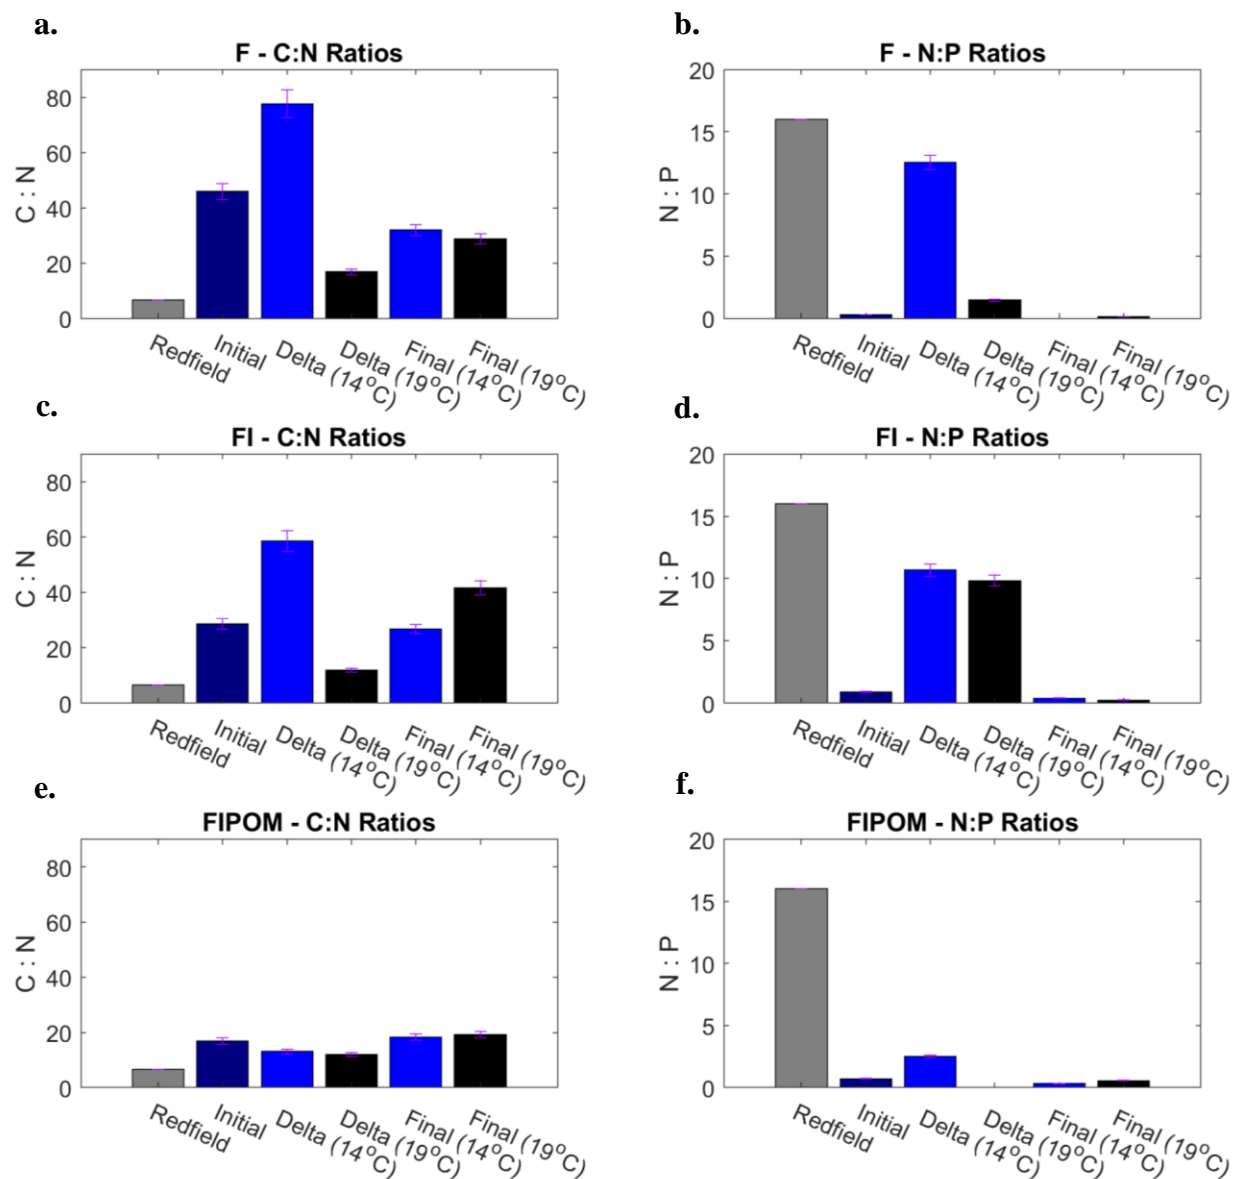 a.
F - C:N Ratios
80
60
40
20
0
C : N
Redfield
Initial
Delta (14°C)
Delta (19°C)
Final (14°C)
Final (19°C)
b.
F - N:P Ratios
20
15
10
5
0
N : P
Redfield
Initial
Delta (14°C)
Delta (19°C)
Final (14°C)
Final (19°C)
c.
FI - C:N Ratios
80
60
40
20
0
C : N
Redfield
Initial
Delta (14°C)
Delta (19°C)
Final (14°C)
Final (19°C)
d.
FI - N:P Ratios
20
15
10
5
0
N : P
Redfield
Initial
Delta (14°C)
Delta (19°C)
Final (14°C)
Final (19°C)
e.
FIPOM - C:N Ratios
80
60
40
20
0
C : N
Redfield
Initial
Delta (14°C)
Delta (19°C)
Final (14°C)
Final (19°C)
f.
FIPOM - N:P Ratios
20
15
10
5
0
N : P
Redfield
Initial
Delta (14°C)
Delta (19°C)
Final (14°C)
Final (19°C)